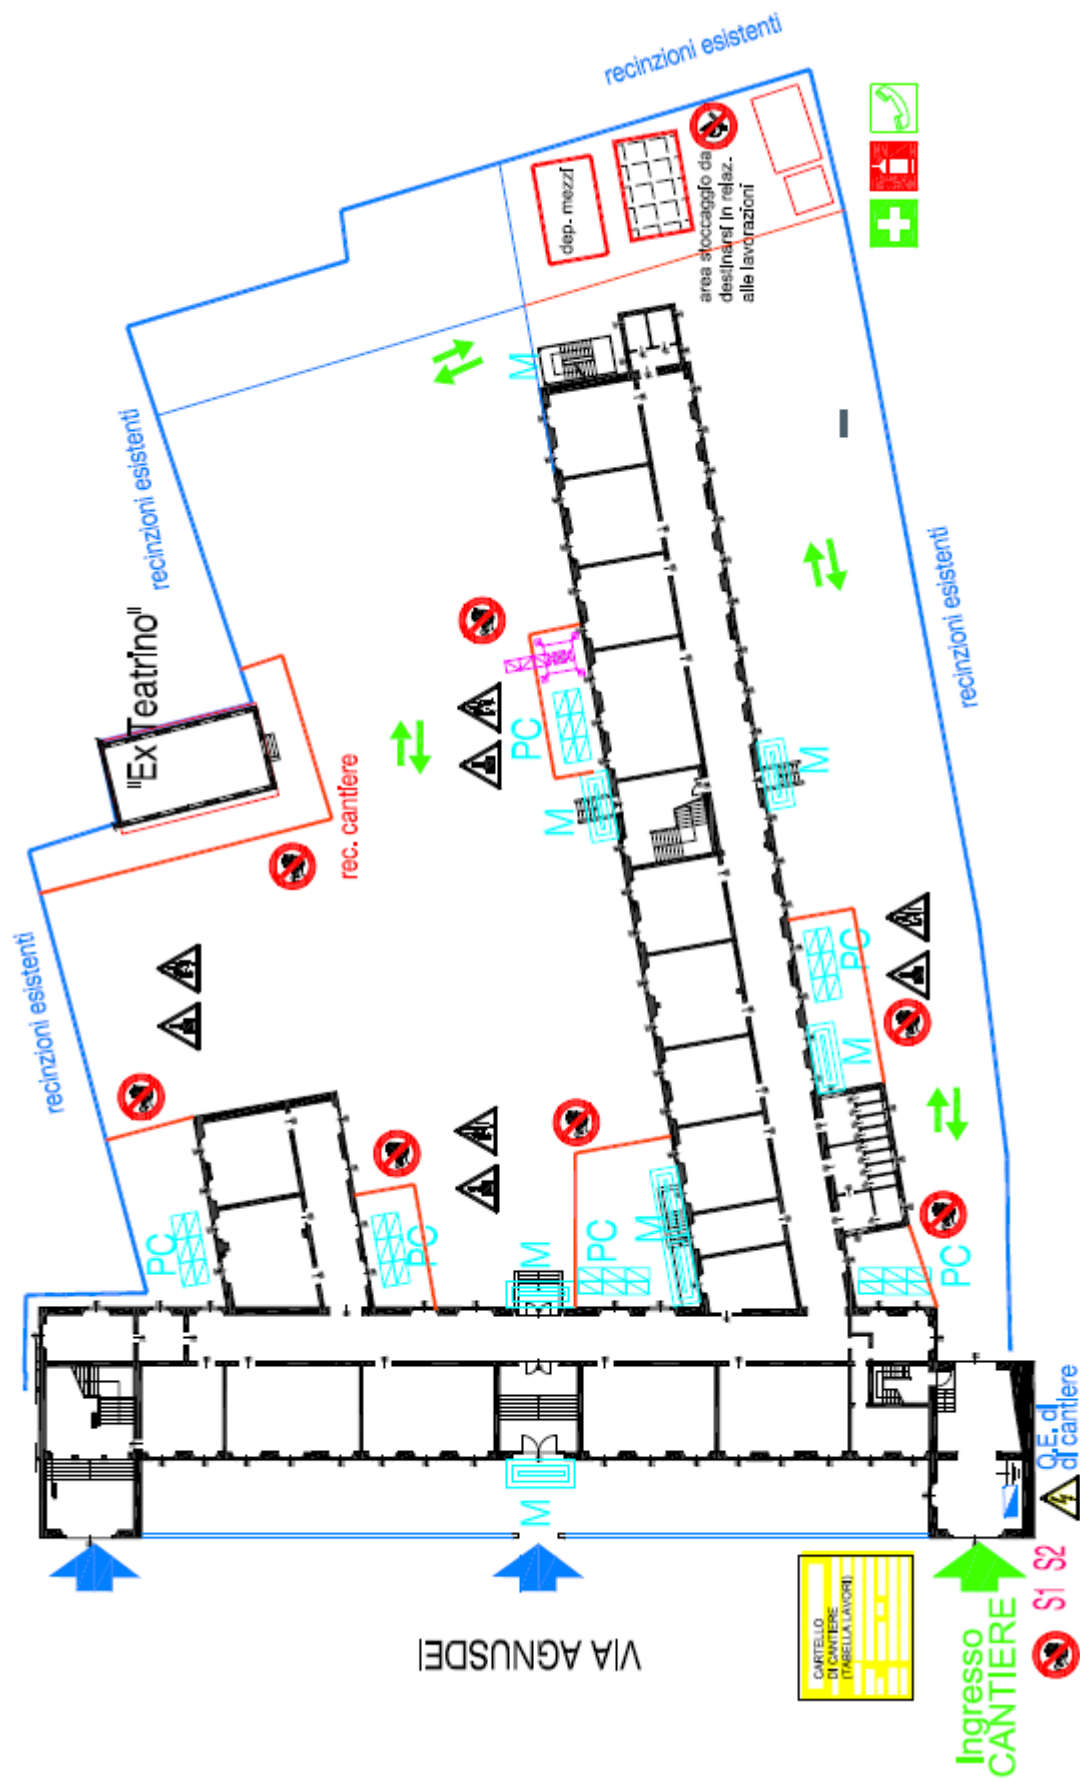 recinzioni esistenti
dep. mezzi
area stoccaggio da
destinarsi in relaz.
alle lavorazioni
M
recinzioni esistenti
"Ex Teatrino"
recinzioni esistenti
PC
M
M
rec. cantiere
recinzioni esistenti
PC
M
PC
PC
M
PC
M
PC
M
Q.E. di
di cantiere
S1 S2
CARTELLO
DI CANTIERE
(TABELLA LAVORI)
VIA AGNUSDEI
Ingresso
CANTIERE